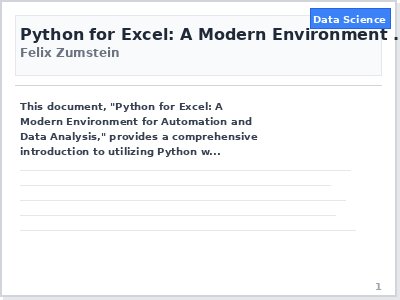 Data Science
Python for Excel: A Modern Environment .
Felix Zumstein
This document, "Python for Excel: A
Modern Environment for Automation and
Data Analysis," provides a comprehensive
introduction to utilizing Python w...
1